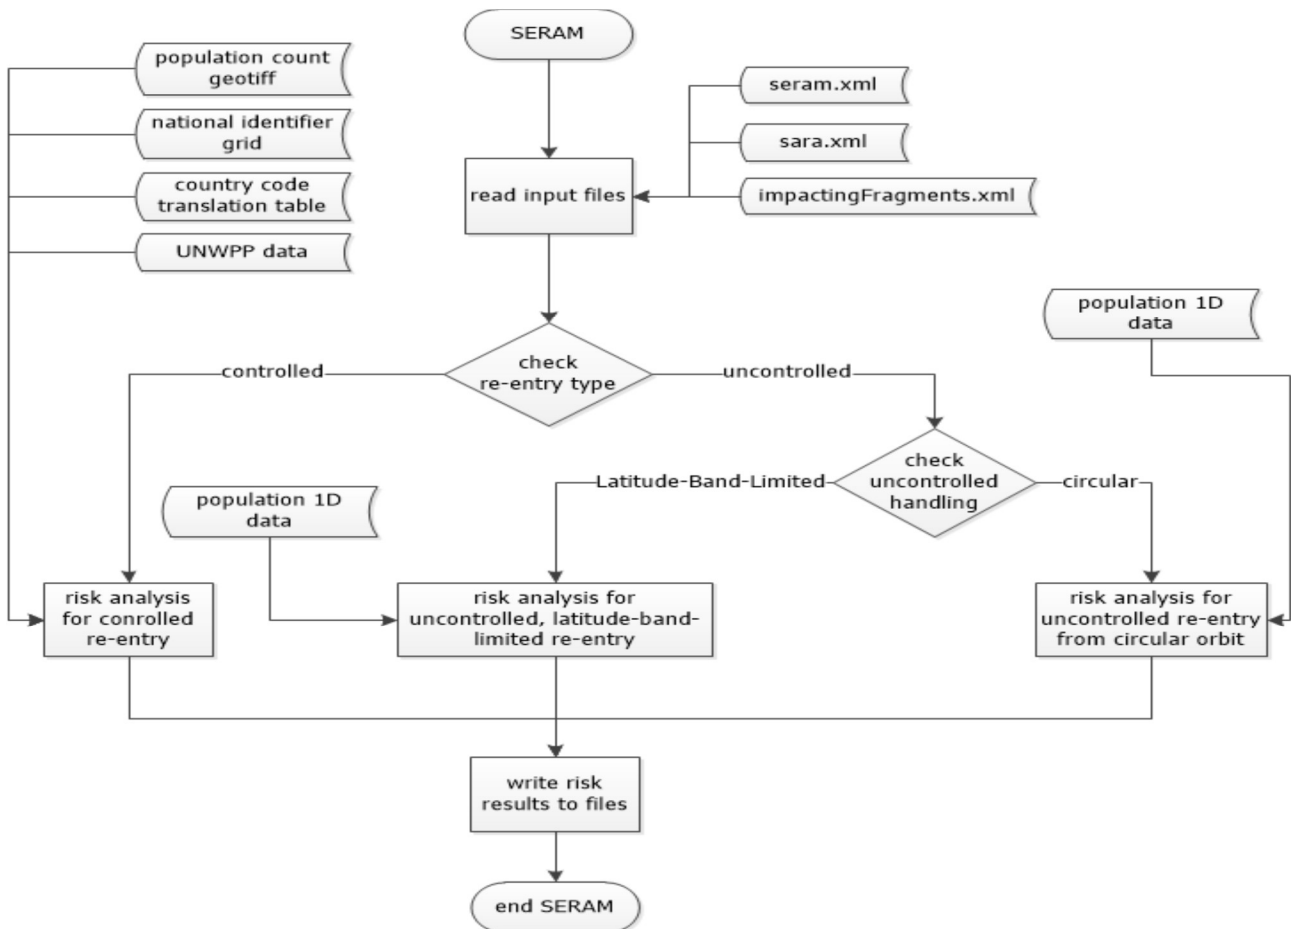 SERAM
population count
geotiff
seram.xml
national identifier
grid
sara.xml
country code
translation table
read input files
impactingFragments.xml
UNWPP data
population 1D
data
check
re-entry type
controlled
uncontrolled
check
uncontrolled
handling
Latitude-Band-Limited
circular
population 1D
data
risk analysis
for conrolled
re-entry
risk analysis for
uncontrolled, latitude-band-
limited re-entry
risk analysis for
uncontrolled re-entry
from circular orbit
write risk
results to files
end SERAM